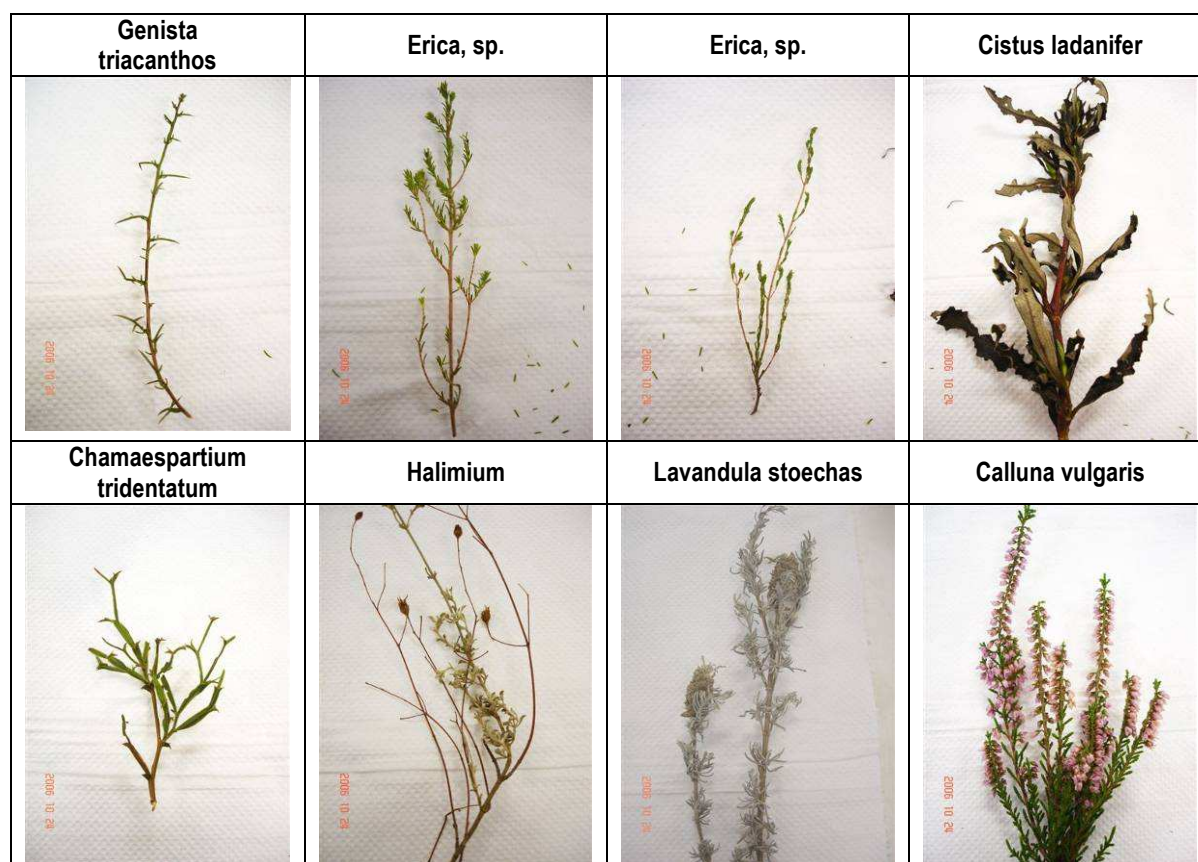 Genista
triacanthos
Erica, sp.
Erica, sp.
Cistus ladanifer
2006 10 24
2006 10 24
2006 10 24
2006 10 24
Chamaespartium
tridentatum
Halimium
Lavandula stoechas
Calluna vulgaris
2006 10 24
2006 10 24
2006 10 24
2006 10 24